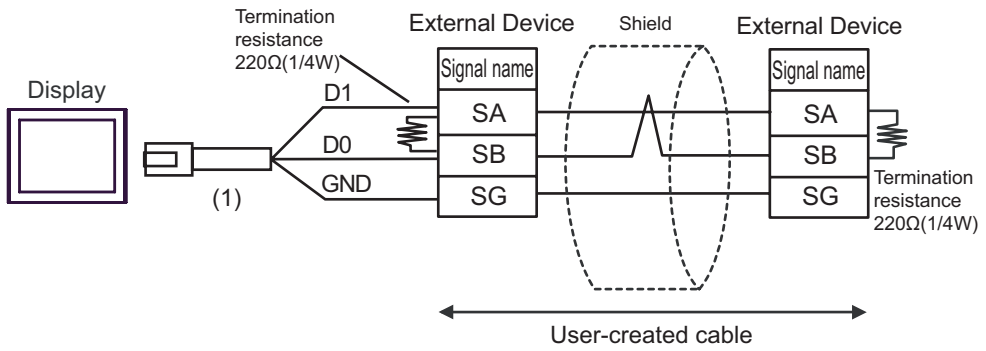 Termination
resistance
220Ω(1/4W)
External Device
Shield
External Device
Display
Signal name
Signal name
D1
SA
SA
D0
SB
SB
GND
SG
SG
(1)
Termination
resistance
220Ω(1/4W)
User-created cable